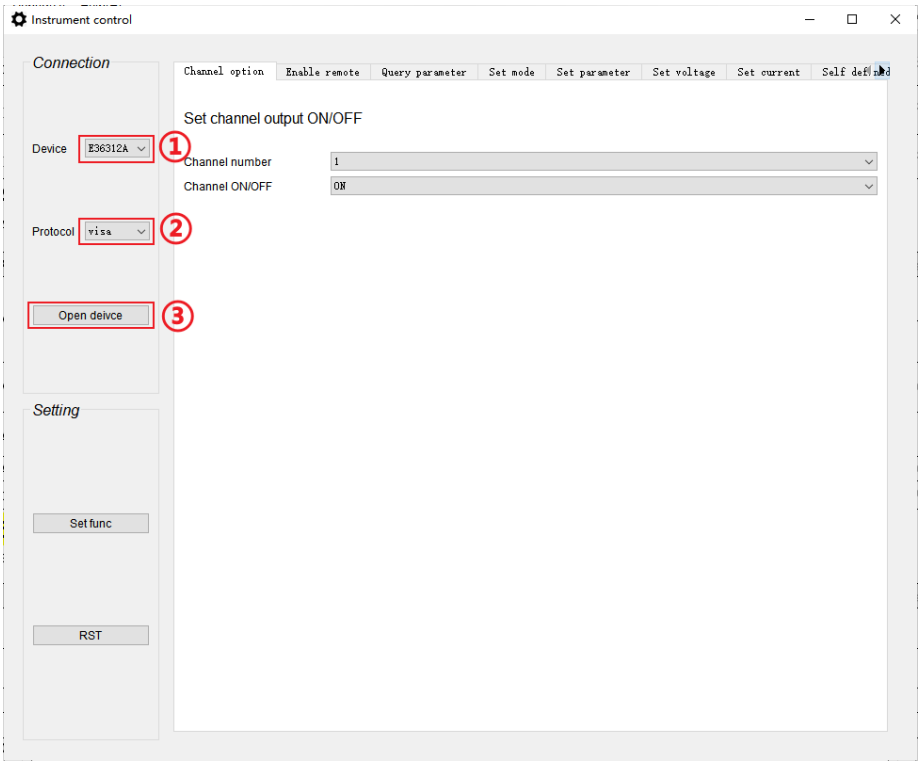 Instrument control
Connection
Channel option Enable remote Query parameter Set mode Set parameter Set voltage Set current Self
Set channel output ON/OFF
Device E36312A ①
Channel number 1
Channel ON/OFF ON
Protocol visa ②
Open deivce ③
Setting
Set func
RST